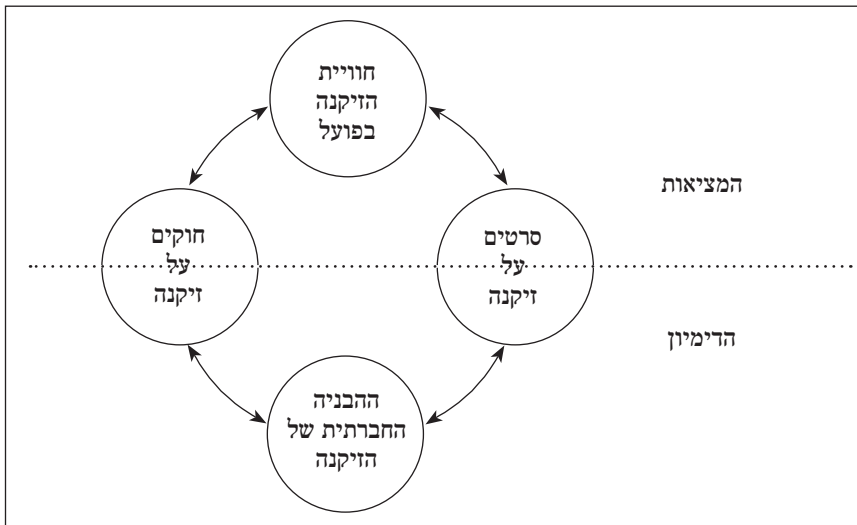 חוויית
הזיקנה
בפועל
המציאות
סרטים
על
זיקנה
חוקים
על
זיקנה
הדימיון
ההבניה
החברתית של
הזיקנה